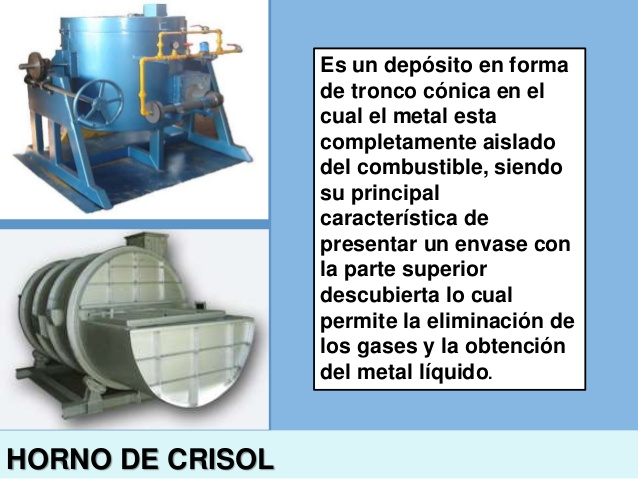 Es un depósito en forma
de tronco cónica en el
cual el metal esta
completamente aislado
del combustible, siendo
su principal
característica de
presentar un envase con
la parte superior
descubierta lo cual
permite la eliminación de
los gases y la obtención
del metal líquido.
HORNO DE CRISOL